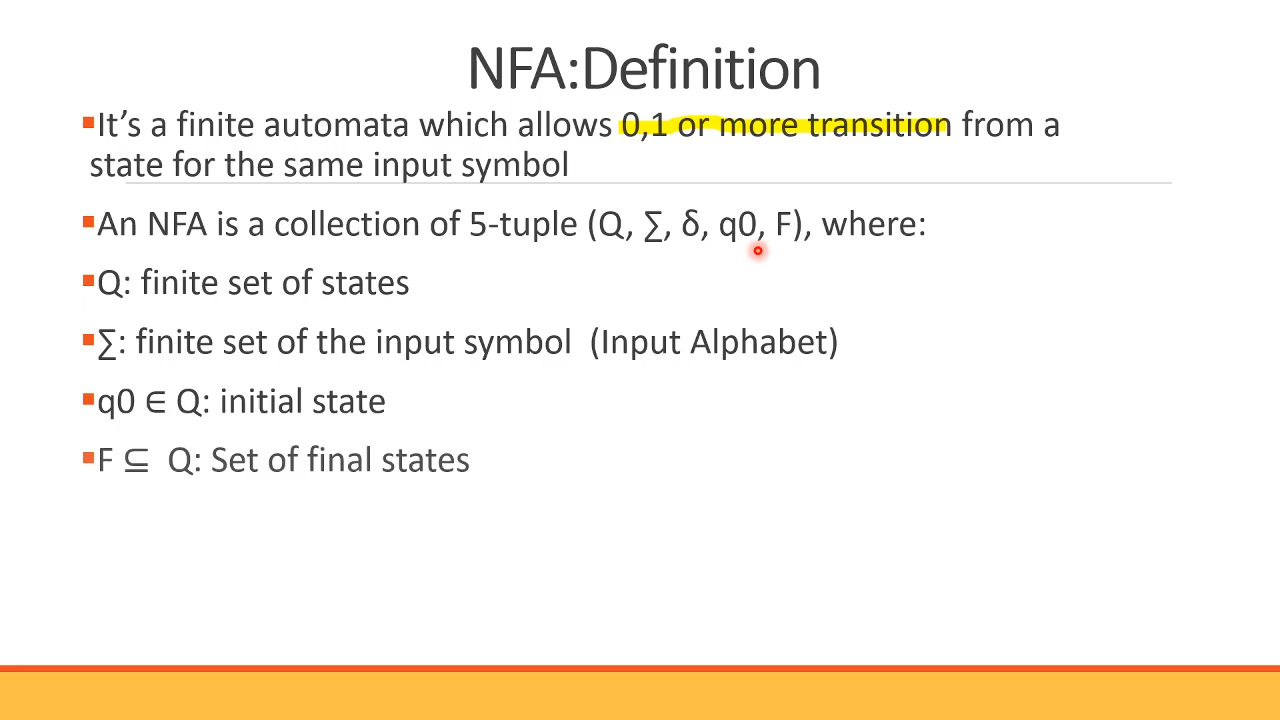 NFA:Definition
▪It’s a finite automata which allows 0,1 or more transition from a
state for the same input symbol
▪An NFA is a collection of 5-tuple (Q, ∑, δ, q0, F), where:
▪Q: finite set of states
▪∑: finite set of the input symbol (Input Alphabet)
▪q0 ∈ Q: initial state
▪F ⊆ Q: Set of final states